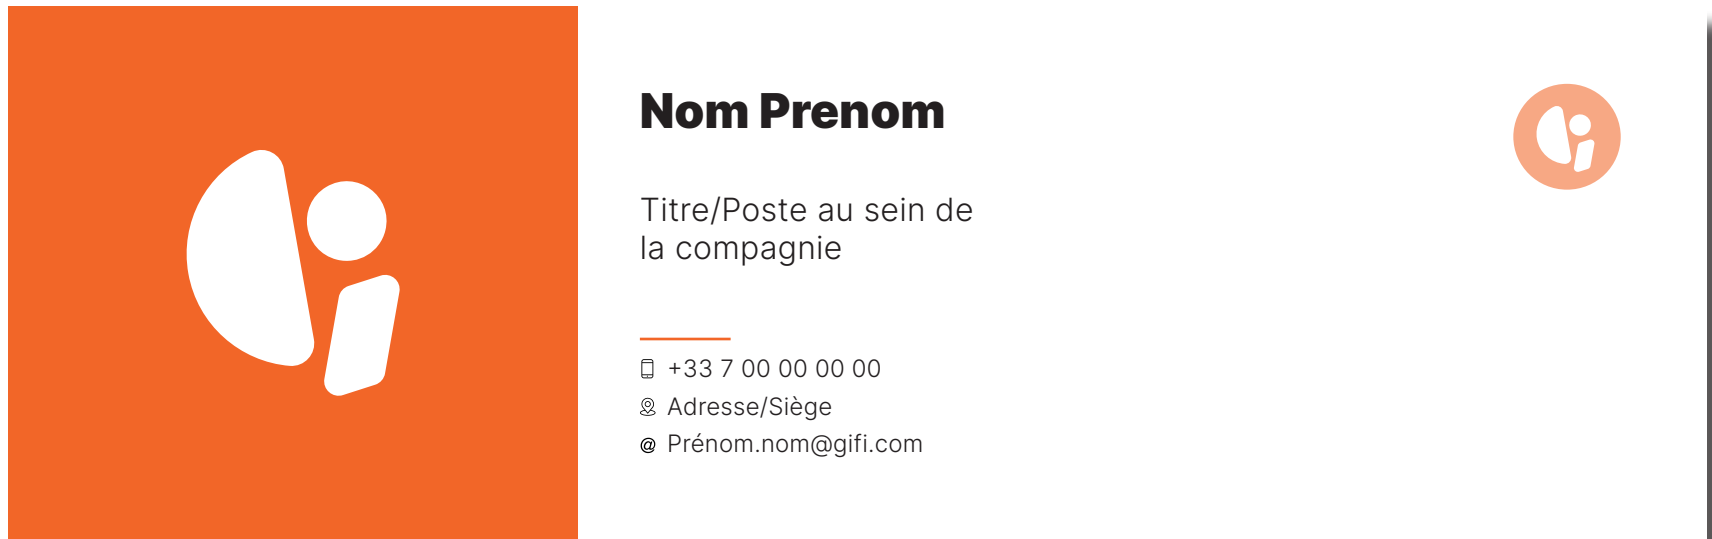 Nom Prenom
Titre/Poste au sein de
la compagnie
+33 7 00 00 00 00
Adresse/Siège
@ Prénom.nom@gifi.com